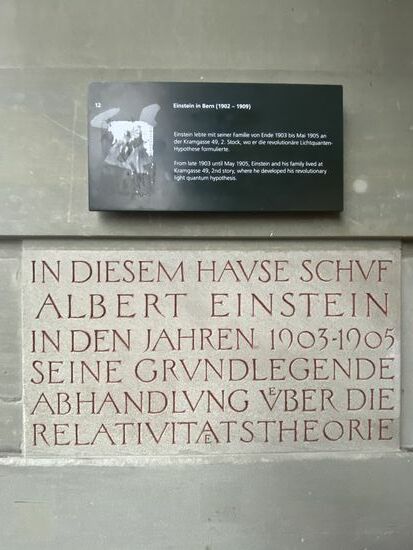 12
Einstein in Bern (1902 – 1909)
Einstein lebte mit seiner Familie von Ende 1903 bis Mai 1905 an
der Kramgasse 49, 2. Stock, wo er die revolutionäre Lichtquanten-
Hypothese formulierte.
From late 1903 until May 1905, Einstein and his family lived at
Kramgasse 49, 2nd story, where he developed his revolutionary
light quantum hypothesis.
IN DIESEM HAVSE SCHVF
ALBERT EINSTEIN
IN DEN JAHREN 1903-1905
SEINE GRVNDLEGENDE
ABHANDLVNG VEBER DIE
RELATIVITAETSTHEORIE